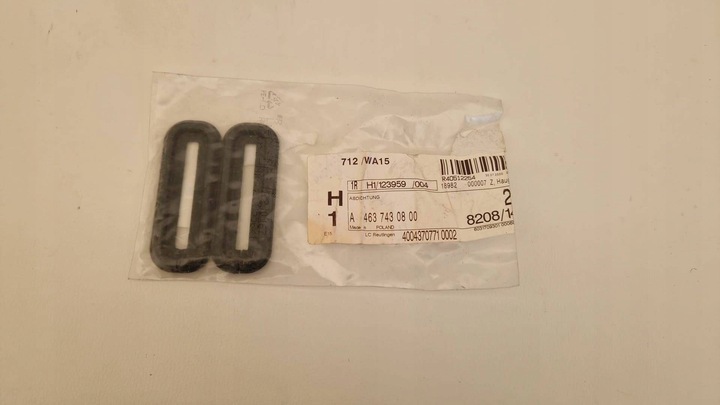 712 /WA15
1R H1/123959 /004
R40512264
18982 000007 Z. Hau
H
1
ABDICHTUNG
A 463 743 08 00
Made in POLAND
LC Reutlingen
4004370771 0002
2
8208/14